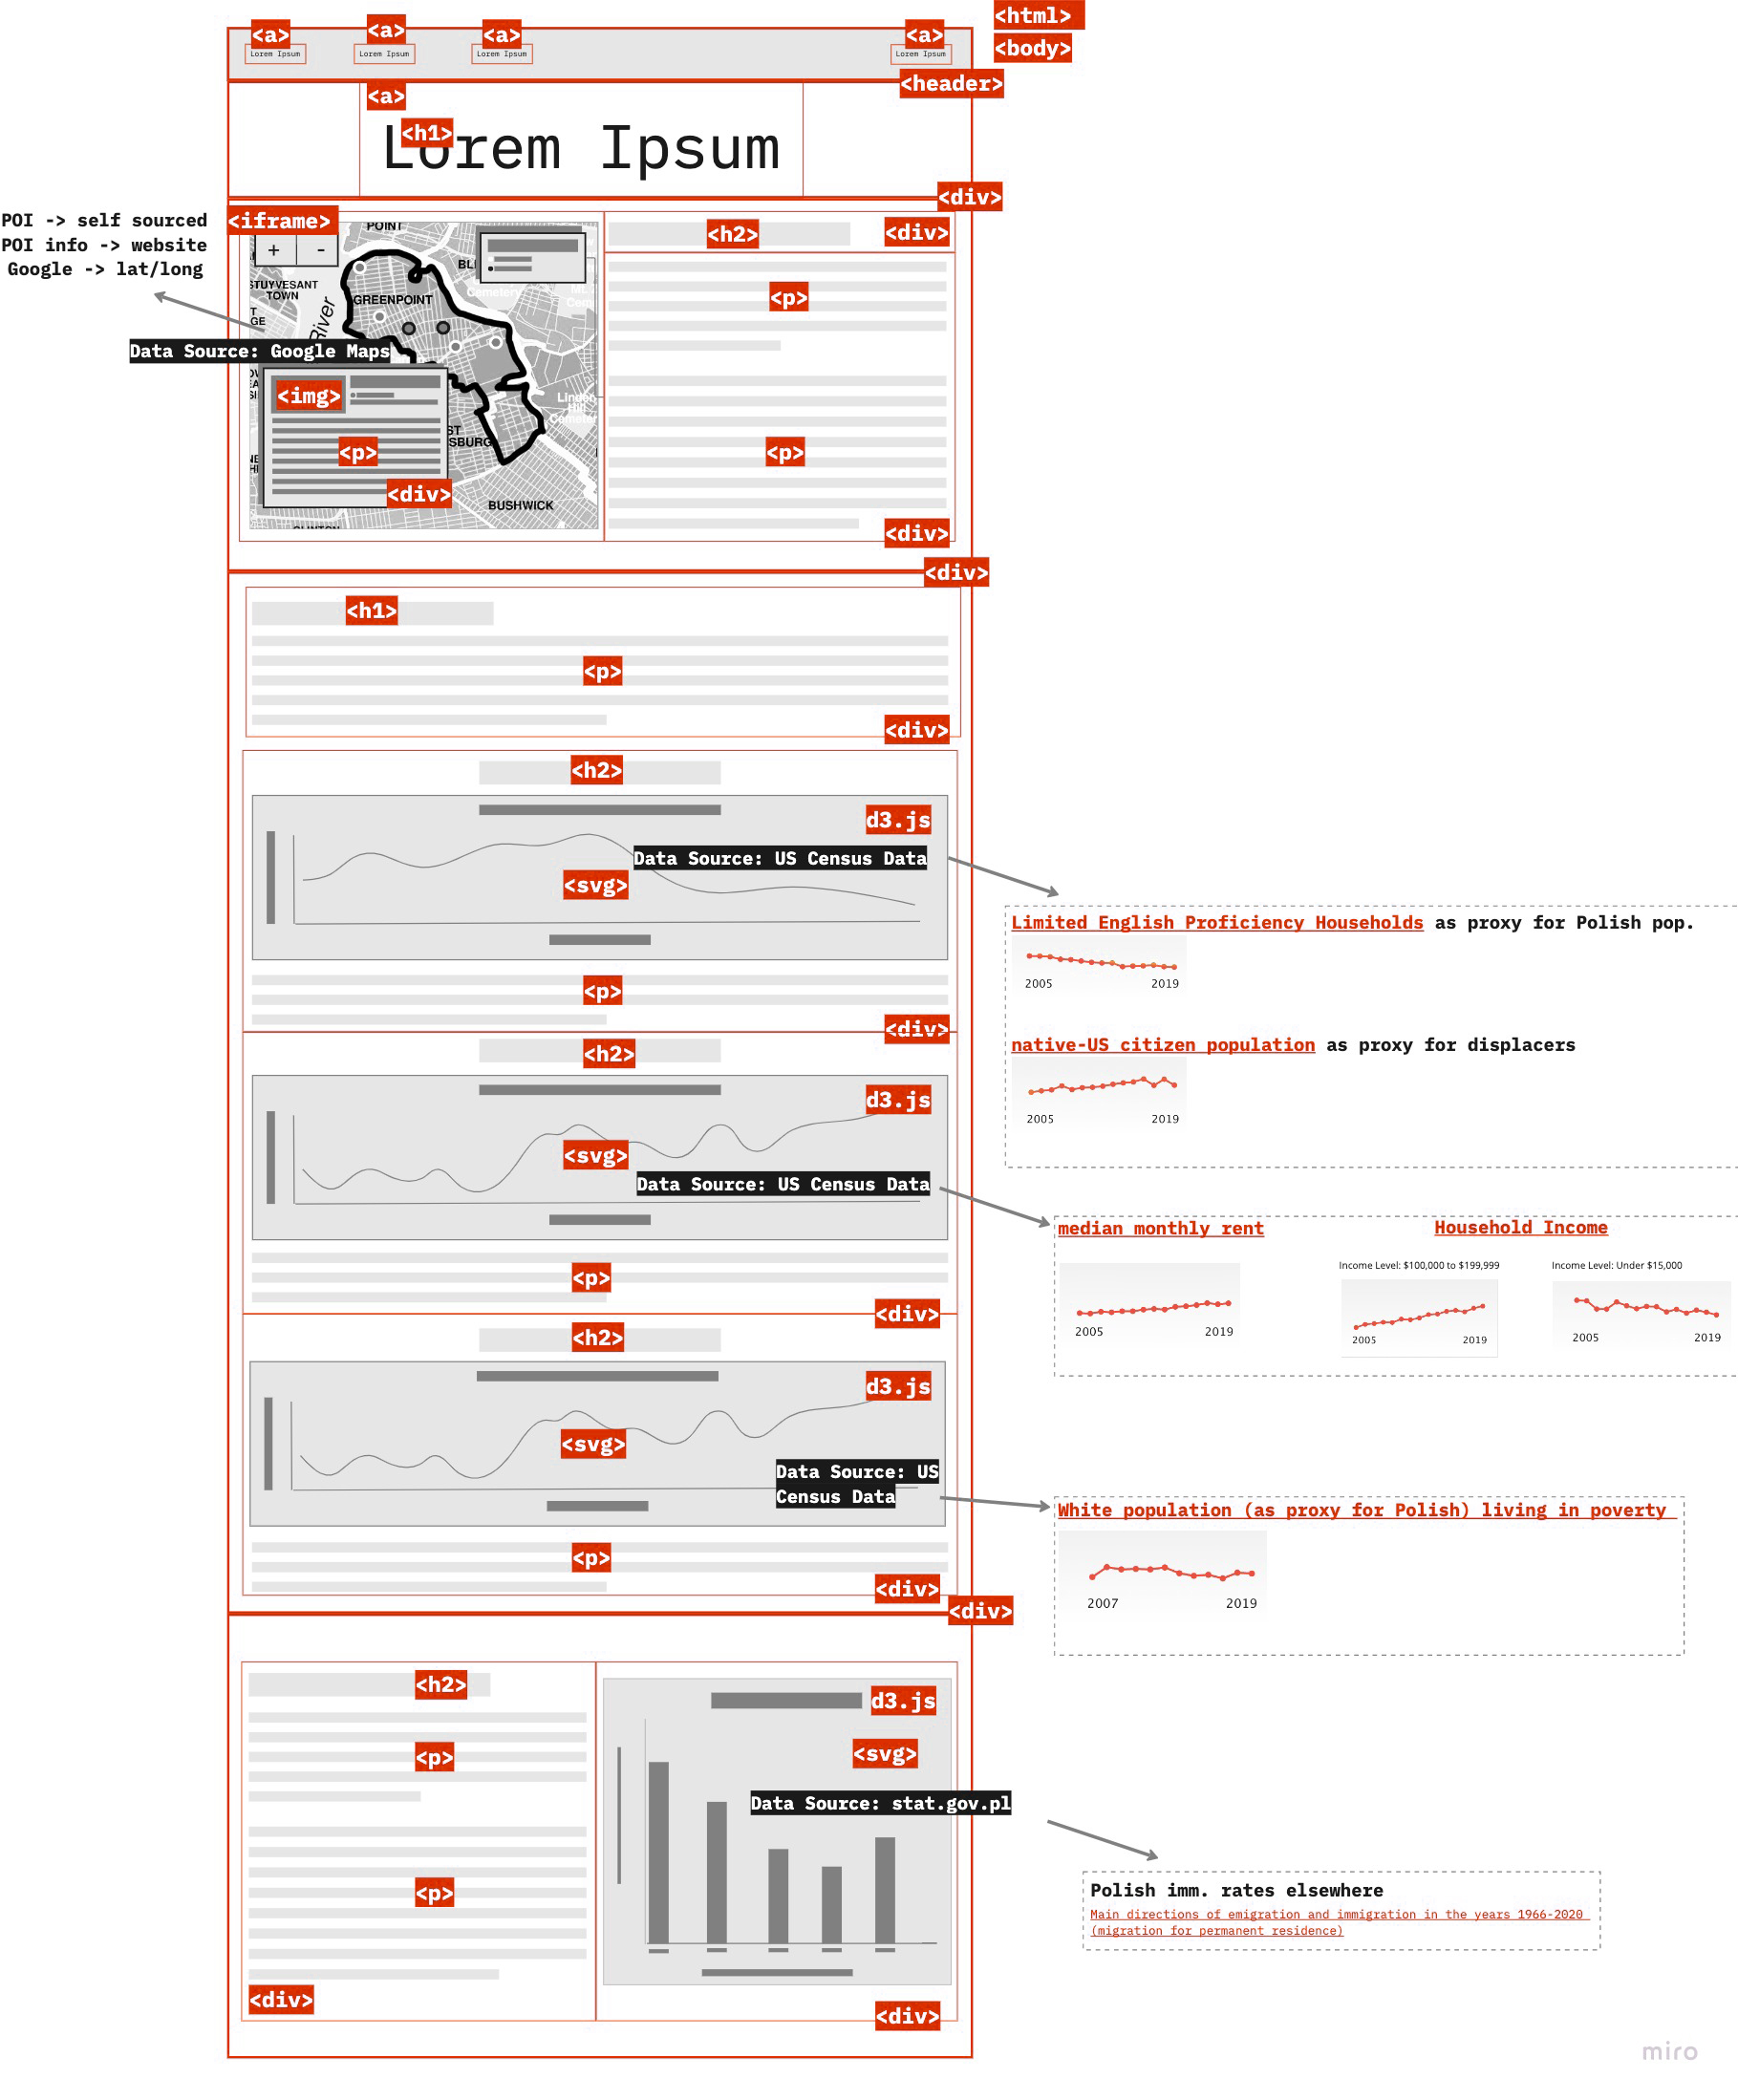 <html>
<body>
<a>
<a>
<a>
<a>
Lorem Ipsum
Lorem Ipsum
Lorem Ipsum
Lorem Ipsum
<header>
<a>
<h1>
Lorem Ipsum
<div>
POI -> self sourced
POI info -> website
Google -> lat/long
<iframe>
+ -
POINT
STUYVESANT
TOWN
River
GREENPOINT
Cemetery
Data Source: Google Maps
<img>
<p>
<div>
Linden
Hill
Cemetery
BUSHWICK
<h2>
<div>
<p>
<p>
<div>
<div>
<h1>
<p>
<div>
<h2>
d3.js
Data Source: US Census Data
<svg>
<p>
<div>
Limited English Proficiency Households as proxy for Polish pop.
2005 2019
native-US citizen population as proxy for displacers
2005 2019
<h2>
d3.js
<svg>
Data Source: US Census Data
<p>
<div>
median monthly rent
2005 2019
Household Income
Income Level: $100,000 to $199,999
2005 2019
Income Level: Under $15,000
2005 2019
<h2>
d3.js
<svg>
Data Source: US
Census Data
<p>
<div>
<div>
White population (as proxy for Polish) living in poverty
2007 2019
<h2>
<p>
<p>
<div>
d3.js
<svg>
Data Source: stat.gov.pl
<div>
Polish imm. rates elsewhere
Main directions of emigration and immigration in the years 1966-2020
(migration for permanent residence)
miro